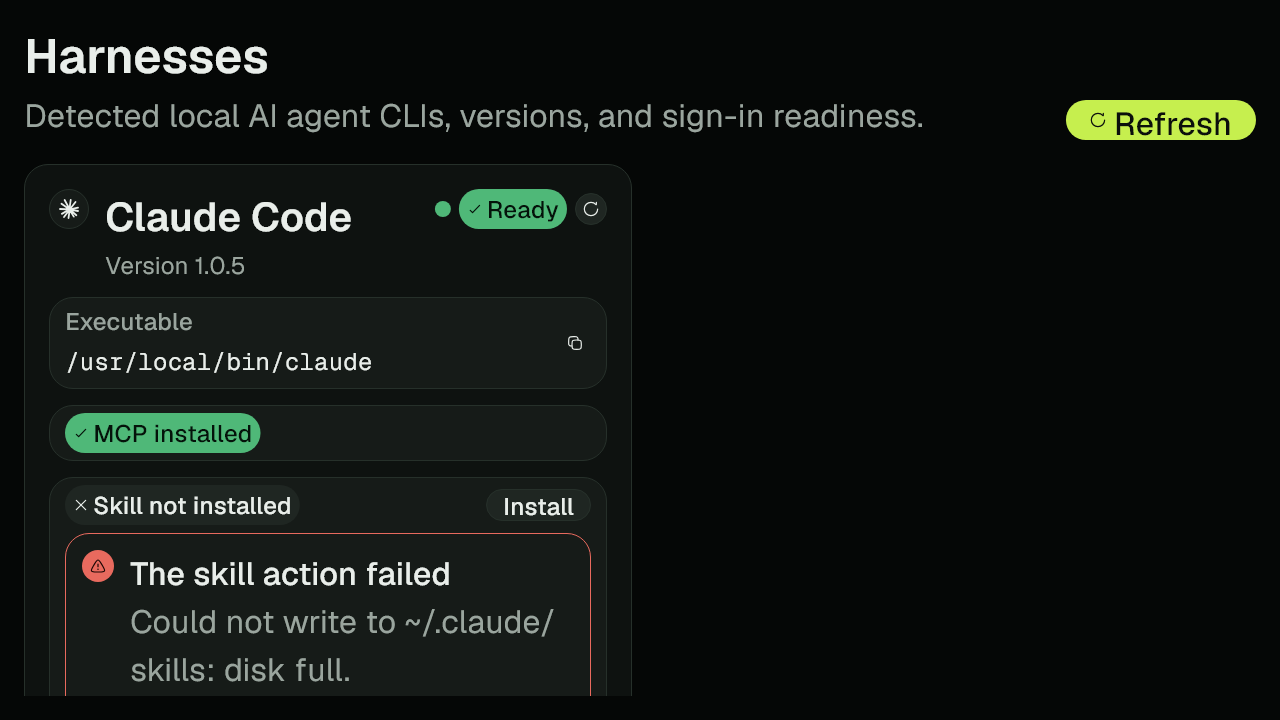 Harnesses
Detected local AI agent CLIs, versions, and sign-in readiness.
Refresh
Claude Code
Ready
Version 1.0.5
Executable
/usr/local/bin/claude
MCP installed
Skill not installed
Install
The skill action failed
Could not write to ~/.claude/
skills: disk full.